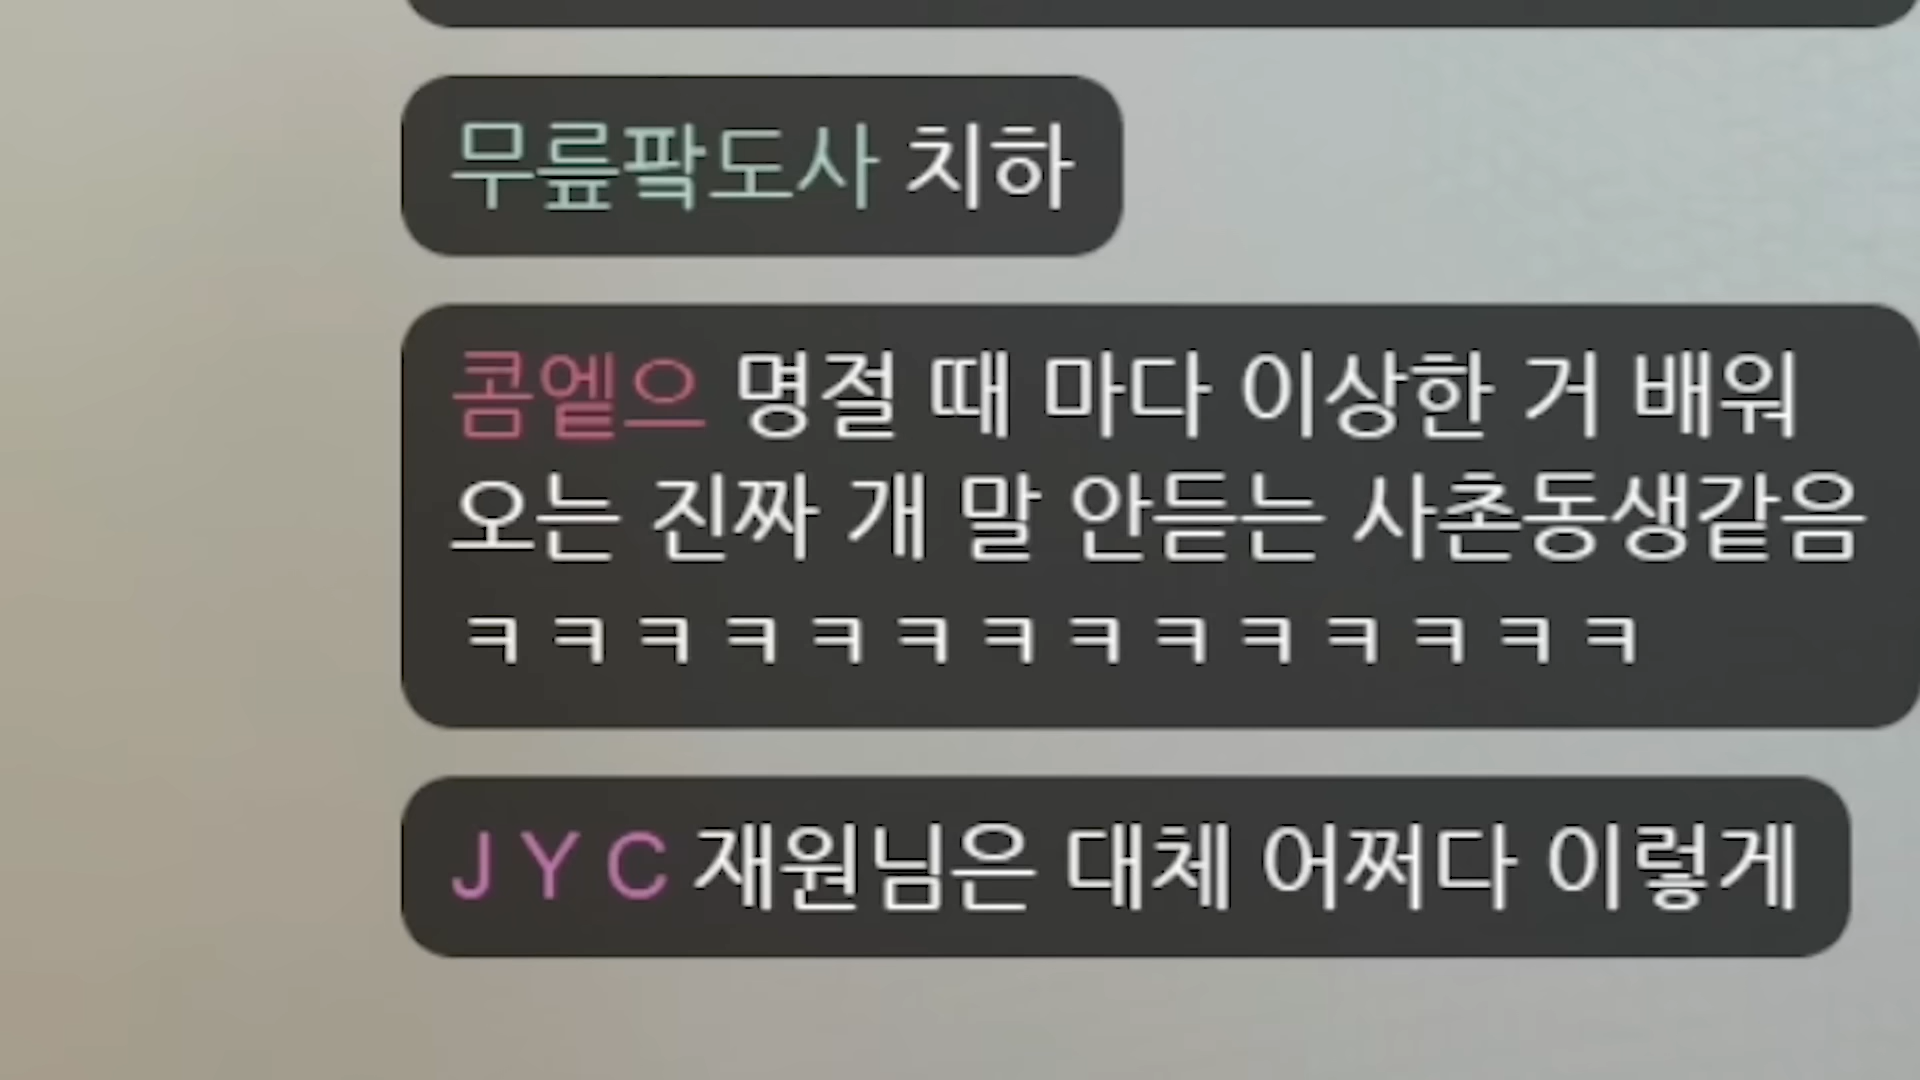 무릎팍도사 치하
콤엩으 명절 때 마다 이상한 거 배워
오는 진짜 개 말 안듣는 사촌동생같음
ㅋㅋㅋㅋㅋㅋㅋㅋㅋㅋㅋㅋㅋㅋ
J Y C 재원님은 대체 어쩌다 이렇게